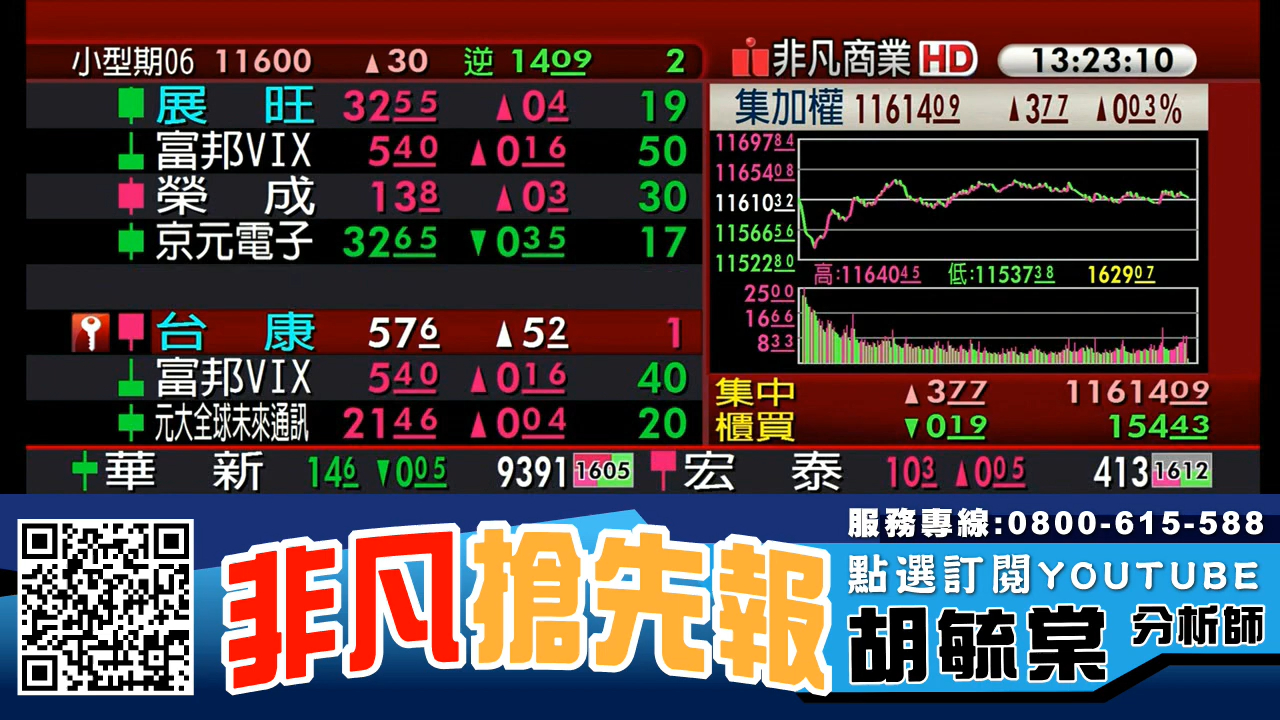 小型期06 11600 ▲30 逆 1409 2
展旺 3255 ▲04 19
富邦VIX 540 ▲016 50
榮成 138 ▲03 30
京元電子 3265 ▼035 17
台康 576 ▲52 1
富邦VIX 540 ▲016 40
元大全球未來通訊 2146 ▲004 20
非凡商業HD 13:23:10
集加權 1161409 ▲377 ▲003%
1169784
1165408
1161032
1156656
1152280
高:1164045 低:1153738 162907
2500
1666
833
集中 ▲377 1161409
櫃買 ▼019 15443
華新 146 ▼005 9391 1605 宏泰 103 ▲005 413 1612
非凡搶先報
服務專線:0800-615-588
點選訂閱YOUTUBE
胡毓棠 分析師